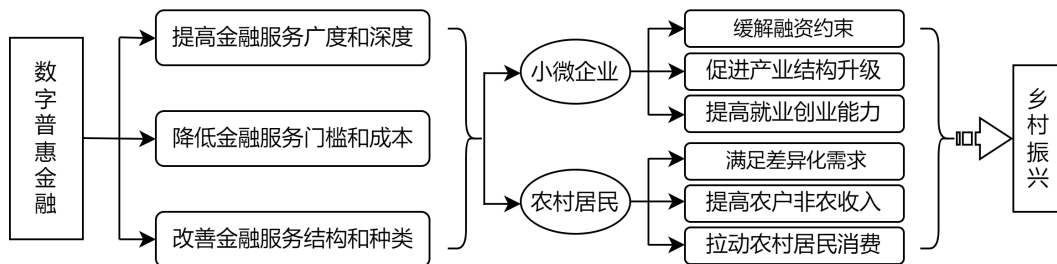 数字普惠金融
提高金融服务广度和深度
降低金融服务门槛和成本
改善金融服务结构和种类
小微企业
农村居民
缓解融资约束
促进产业结构升级
提高就业创业能力
满足差异化需求
提高农户非农收入
拉动农村居民消费
乡村振兴